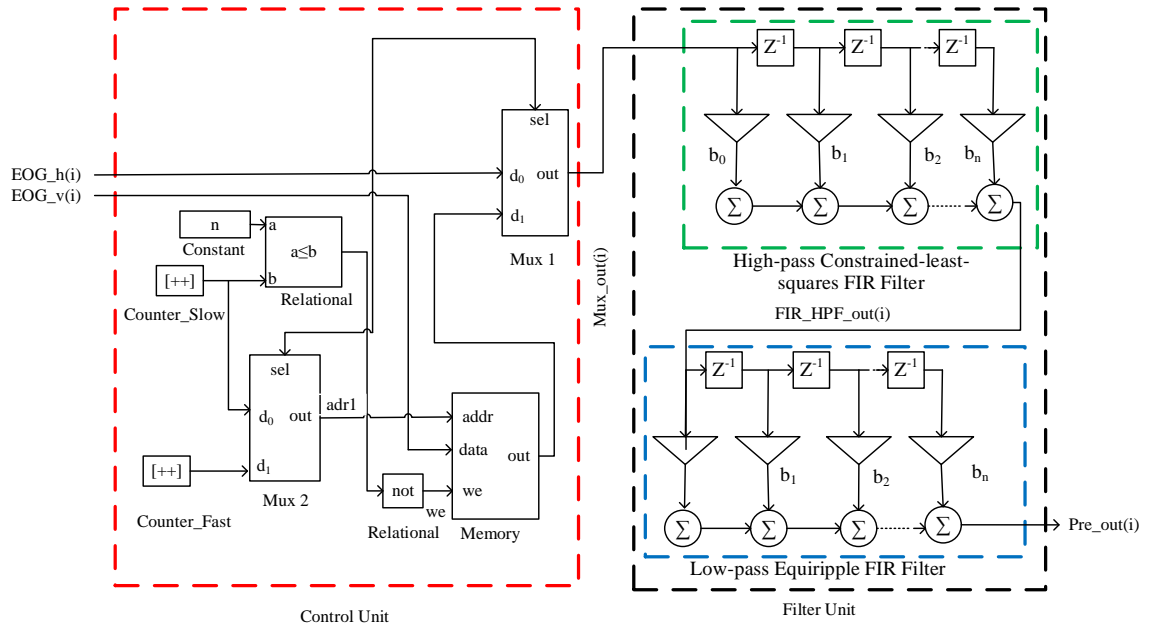 EOG_h(i)
EOG_v(i)
sel
d0
out
d1
Mux 1
n
Constant
a
a≤b
b
Relational
[++]
Counter_Slow
sel
d0
out
d1
Mux 2
adr1
[++]
Counter_Fast
addr
data
out
we
Memory
not
we
Relational
Control Unit
Mux_out(i)
Z-1
Z-1
Z-1
b0
b1
b2
bn
Σ
Σ
Σ
Σ
High-pass Constrained-least-
squares FIR Filter
FIR_HPF_out(i)
Z-1
Z-1
Z-1
b1
b2
bn
Σ
Σ
Σ
Σ
Pre_out(i)
Low-pass Equiripple FIR Filter
Filter Unit